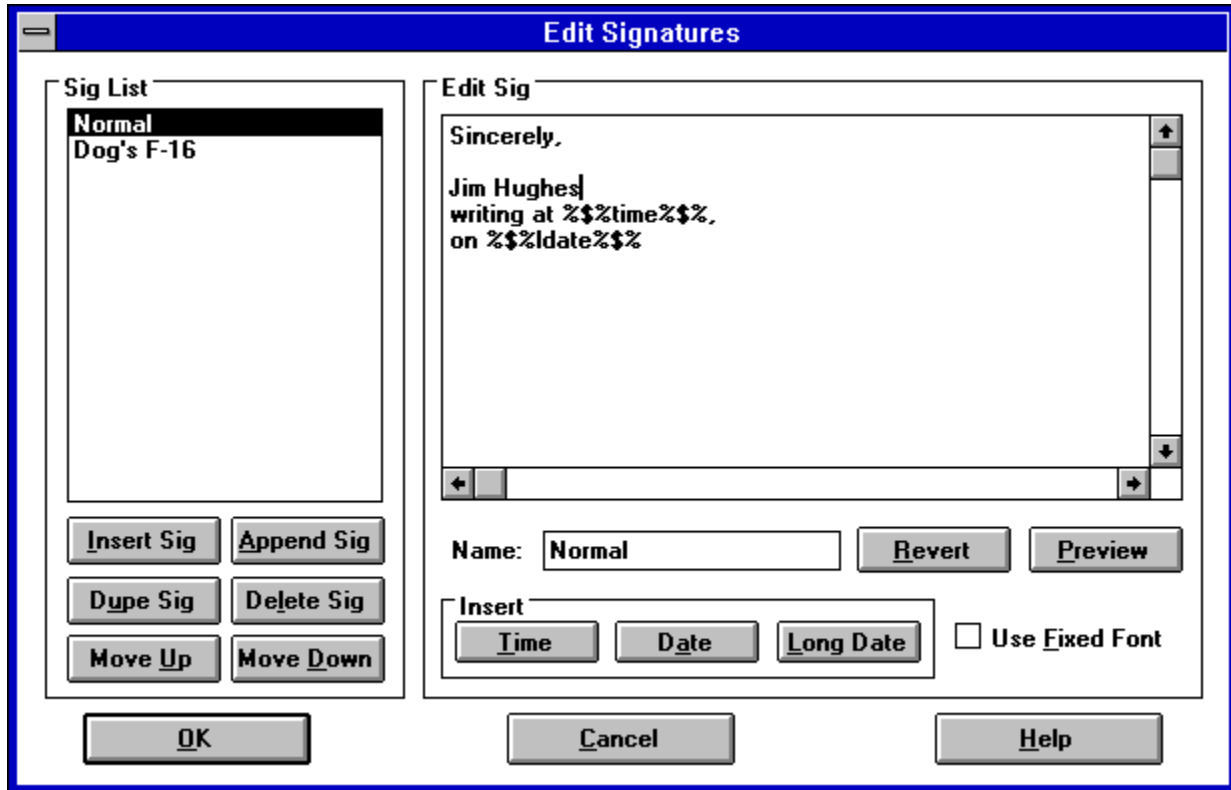 Edit Signatures
Sig List
Normal
Dog's F-16
Insert Sig
Append Sig
Dupe Sig
Delete Sig
Move Up
Move Down
Edit Sig
Sincerely,
Jim Hughes
writing at %$%time%$%,
on %$%ldate%$%
Name:
Normal
Revert
Preview
Insert
Time
Date
Long Date
Use Fixed Font
OK
Cancel
Help